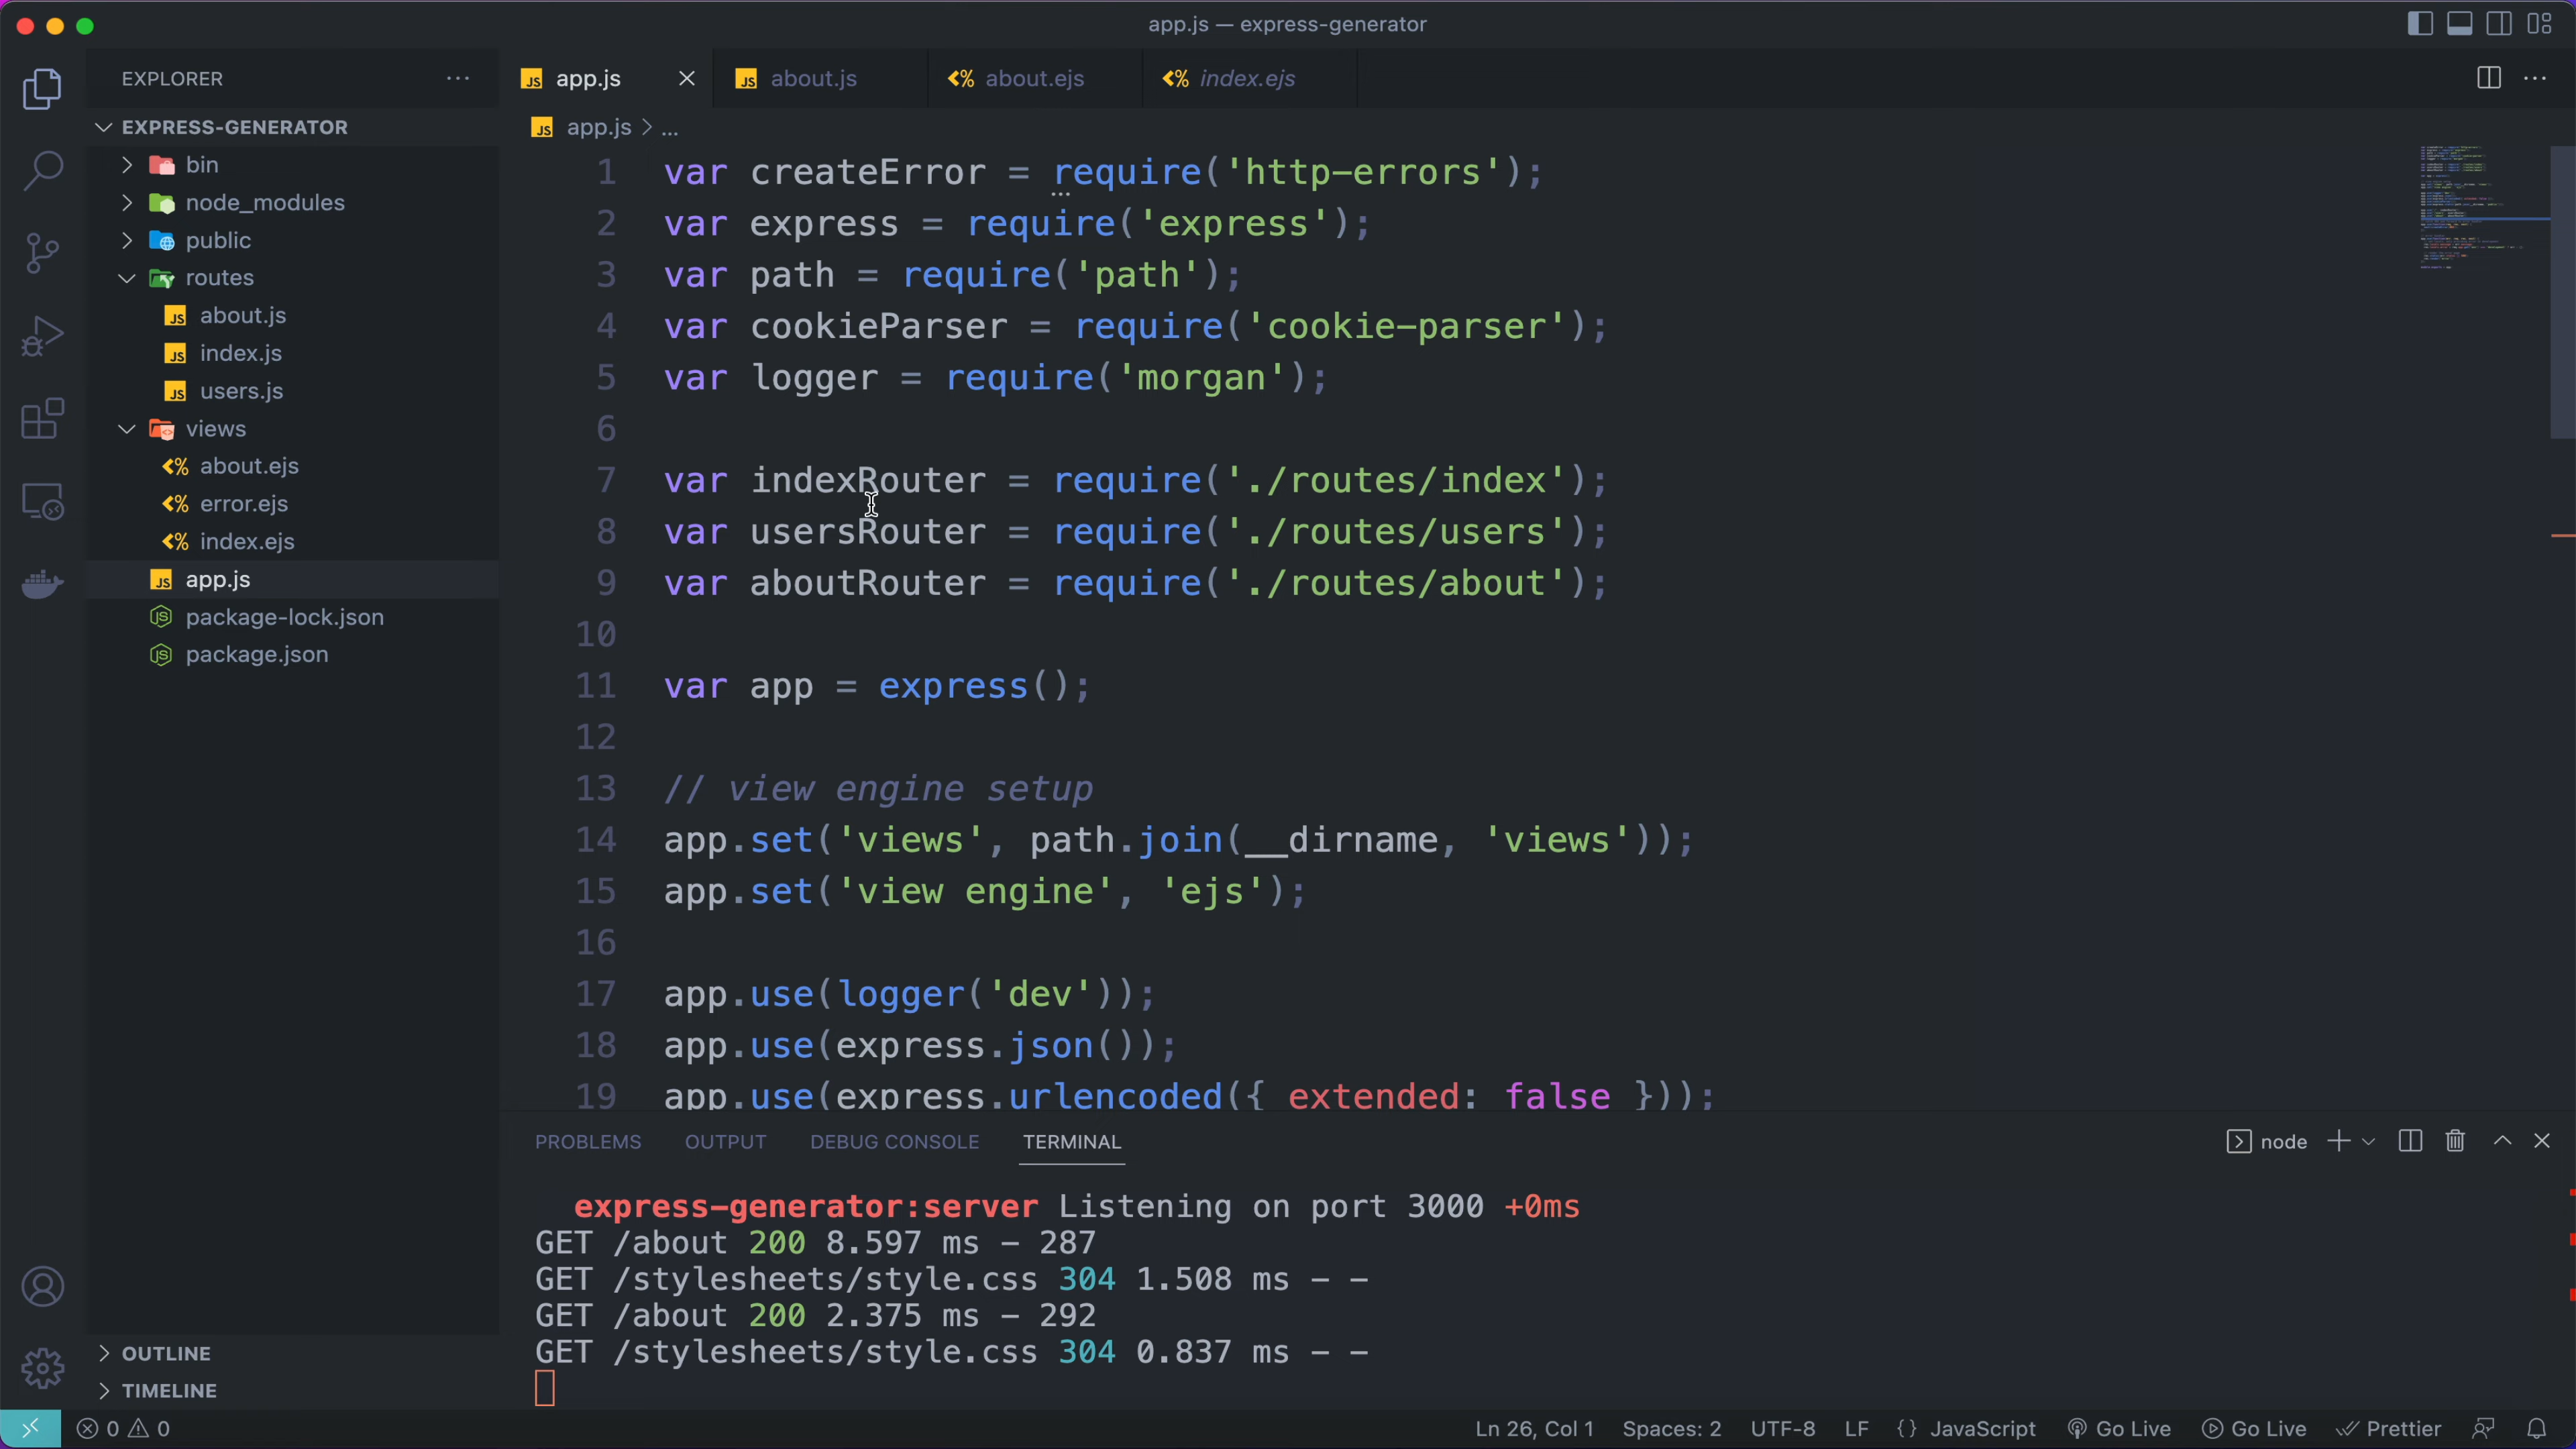 app.js — express-generator
EXPLORER
EXPRESS-GENERATOR
bin
node_modules
public
routes
JS about.js
JS index.js
JS users.js
views
<% about.ejs
<% error.ejs
<% index.ejs
JS app.js
JS package-lock.json
JS package.json
OUTLINE
TIMELINE
JS app.js
JS about.js
<% about.ejs
<% index.ejs
JS app.js > ...
1 var createError = require('http-errors');
2 var express = require('express');
3 var path = require('path');
4 var cookieParser = require('cookie-parser');
5 var logger = require('morgan');
6
7 var indexRouter = require('./routes/index');
8 var usersRouter = require('./routes/users');
9 var aboutRouter = require('./routes/about');
10
11 var app = express();
12
13 // view engine setup
14 app.set('views', path.join(__dirname, 'views'));
15 app.set('view engine', 'ejs');
16
17 app.use(logger('dev'));
18 app.use(express.json());
19 app.use(express.urlencoded({ extended: false }));
PROBLEMS OUTPUT DEBUG CONSOLE TERMINAL
node
express-generator:server Listening on port 3000 +0ms
GET /about 200 8.597 ms - 287
GET /stylesheets/style.css 304 1.508 ms - -
GET /about 200 2.375 ms - 292
GET /stylesheets/style.css 304 0.837 ms - -
0 0
Ln 26, Col 1 Spaces: 2 UTF-8 LF {} JavaScript Go Live Go Live Prettier